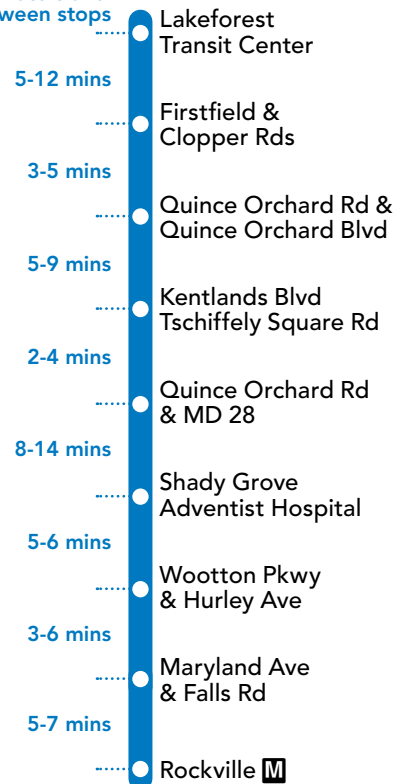 ween stops
Lakeforest
Transit Center
5-12 mins
Firstfield &
Clopper Rds
3-5 mins
Quince Orchard Rd &
Quince Orchard Blvd
5-9 mins
Kentlands Blvd
Tschiffely Square Rd
2-4 mins
Quince Orchard Rd
& MD 28
8-14 mins
Shady Grove
Adventist Hospital
5-6 mins
Wootton Pkwy
& Hurley Ave
3-6 mins
Maryland Ave
& Falls Rd
5-7 mins
Rockville M